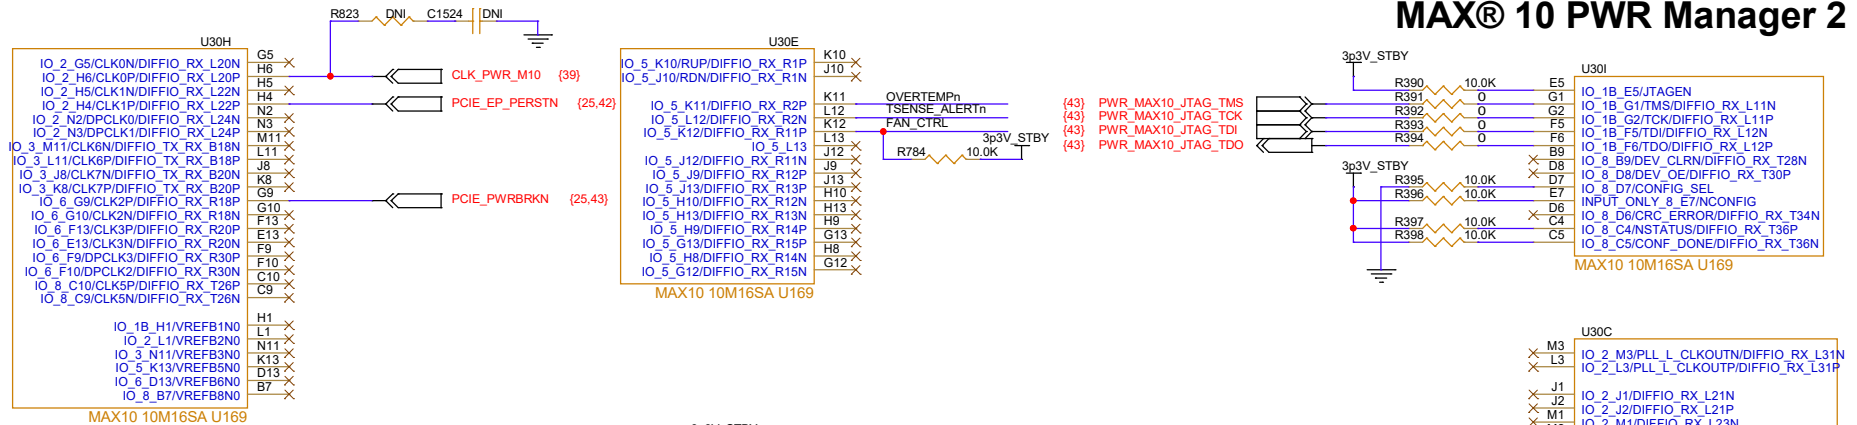 MAX® 10 PWR Manager 2
R823 DNI C1524 DNI
U30H
IO_2_G5/CLK0N/DIFFIO_RX_L20N G5
IO_2_H6/CLK0P/DIFFIO_RX_L20P H6 CLK_PWR_M10 {39}
IO_2_H5/CLK1N/DIFFIO_RX_L22N H5
IO_2_H4/CLK1P/DIFFIO_RX_L22P H4 PCIE_EP_PERSTN {25,42}
IO_2_N2/DPCLK0/DIFFIO_RX_L24N N2
IO_2_N3/DPCLK1/DIFFIO_RX_L24P N3
IO_3_M11/CLK6N/DIFFIO_TX_RX_B18N M11
IO_3_L11/CLK6P/DIFFIO_TX_RX_B18P L11
IO_3_J8/CLK7N/DIFFIO_TX_RX_B20N J8
IO_3_K8/CLK7P/DIFFIO_TX_RX_B20P K8
IO_6_G9/CLK2P/DIFFIO_RX_R18P G9 PCIE_PWRBRKN {25,43}
IO_6_G10/CLK2N/DIFFIO_RX_R18N G10
IO_6_F13/CLK3P/DIFFIO_RX_R20P F13
IO_6_E13/CLK3N/DIFFIO_RX_R20N E13
IO_6_F9/DPCLK3/DIFFIO_RX_R30P F9
IO_6_F10/DPCLK2/DIFFIO_RX_R30N F10
IO_8_C10/CLK5P/DIFFIO_RX_T26P C10
IO_8_C9/CLK5N/DIFFIO_RX_T26N C9
IO_1B_H1/VREFB1N0 H1
IO_2_L1/VREFB2N0 L1
IO_3_N11/VREFB3N0 N11
IO_5_K13/VREFB5N0 K13
IO_6_D13/VREFB6N0 D13
IO_8_B7/VREFB8N0 B7
MAX10 10M16SA U169
U30E
IO_5_K10/RUP/DIFFIO_RX_R1P K10
IO_5_J10/RDN/DIFFIO_RX_R1N J10
IO_5_K11/DIFFIO_RX_R2P K11 OVERTEMPn
IO_5_L12/DIFFIO_RX_R2N L12 TSENSE_ALERTn
IO_5_K12/DIFFIO_RX_R11P K12 FAN_CTRL
IO_5_L13 L13
IO_5_J12/DIFFIO_RX_R11N J12
IO_5_J9/DIFFIO_RX_R12P J9
IO_5_J13/DIFFIO_RX_R13P J13
IO_5_H10/DIFFIO_RX_R12N H10
IO_5_H13/DIFFIO_RX_R13N H13
IO_5_H9/DIFFIO_RX_R14P H9
IO_5_G13/DIFFIO_RX_R15P G13
IO_5_H8/DIFFIO_RX_R14N H8
IO_5_G12/DIFFIO_RX_R15N G12
MAX10 10M16SA U169
3p3V_STBY
R784 10.0K
{43} PWR_MAX10_JTAG_TMS
{43} PWR_MAX10_JTAG_TCK
{43} PWR_MAX10_JTAG_TDI
{43} PWR_MAX10_JTAG_TDO
3p3V_STBY
U30I
R390 10.0K E5 IO_1B_E5/JTAGEN
R391 0 G1 IO_1B_G1/TMS/DIFFIO_RX_L11N
R392 0 G2 IO_1B_G2/TCK/DIFFIO_RX_L11P
R393 0 F5 IO_1B_F5/TDI/DIFFIO_RX_L12N
R394 0 F6 IO_1B_F6/TDO/DIFFIO_RX_L12P
B9 IO_8_B9/DEV_CLRN/DIFFIO_RX_T28N
3p3V_STBY
D8 IO_8_D8/DEV_OE/DIFFIO_RX_T30P
R395 10.0K D7 IO_8_D7/CONFIG_SEL
R396 10.0K E7 INPUT_ONLY_8_E7/NCONFIG
D6 IO_8_D6/CRC_ERROR/DIFFIO_RX_T34N
R397 10.0K C4 IO_8_C4/NSTATUS/DIFFIO_RX_T36P
R398 10.0K C5 IO_8_C5/CONF_DONE/DIFFIO_RX_T36N
MAX10 10M16SA U169
U30C
M3 IO_2_M3/PLL_L_CLKOUTN/DIFFIO_RX_L31N
L3 IO_2_L3/PLL_L_CLKOUTP/DIFFIO_RX_L31P
J1 IO_2_J1/DIFFIO_RX_L21N
J2 IO_2_J2/DIFFIO_RX_L21P
M1 IO_2_M1/DIFFIO_RX_L23N